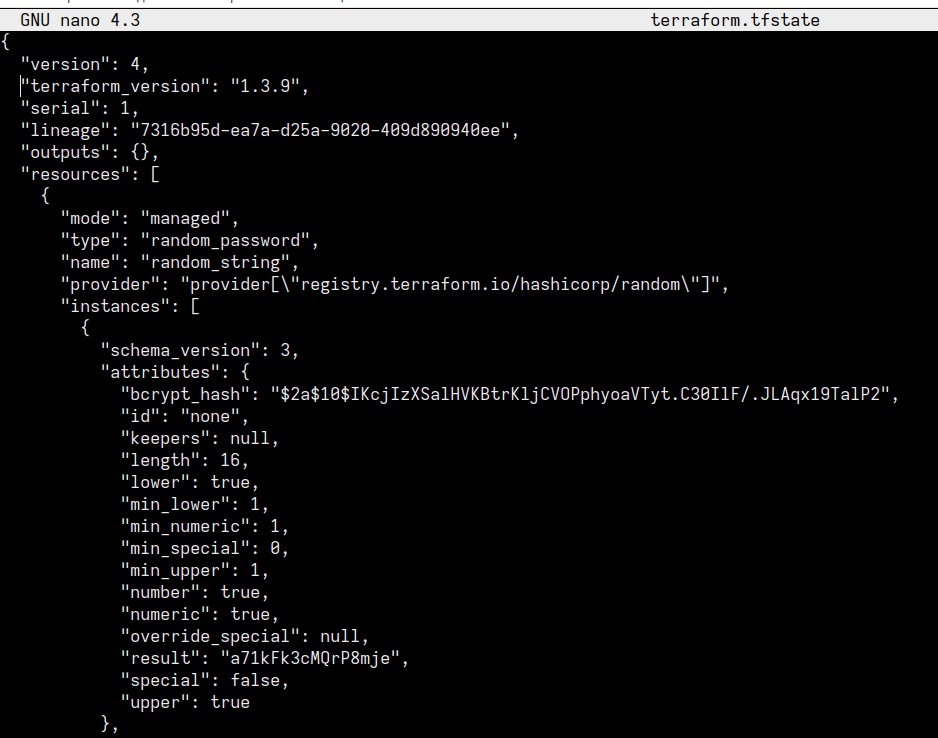 GNU nano 4.3 terraform.tfstate
{
"version": 4,
"terraform_version": "1.3.9",
"serial": 1,
"lineage": "7316b95d-ea7a-d25a-9020-409d890940ee",
"outputs": {},
"resources": [
{
"mode": "managed",
"type": "random_password",
"name": "random_string",
"provider": "provider[\"registry.terraform.io/hashicorp/random\"]",
"instances": [
{
"schema_version": 3,
"attributes": {
"bcrypt_hash": "$2a$10$IKcjIzXSalHVKBtrKljCVOPphyoaVTyt.C30IlF/.JLAqx19TalP2",
"id": "none",
"keepers": null,
"length": 16,
"lower": true,
"min_lower": 1,
"min_numeric": 1,
"min_special": 0,
"min_upper": 1,
"number": true,
"numeric": true,
"override_special": null,
"result": "a71kFk3cMQrP8mje",
"special": false,
"upper": true
},